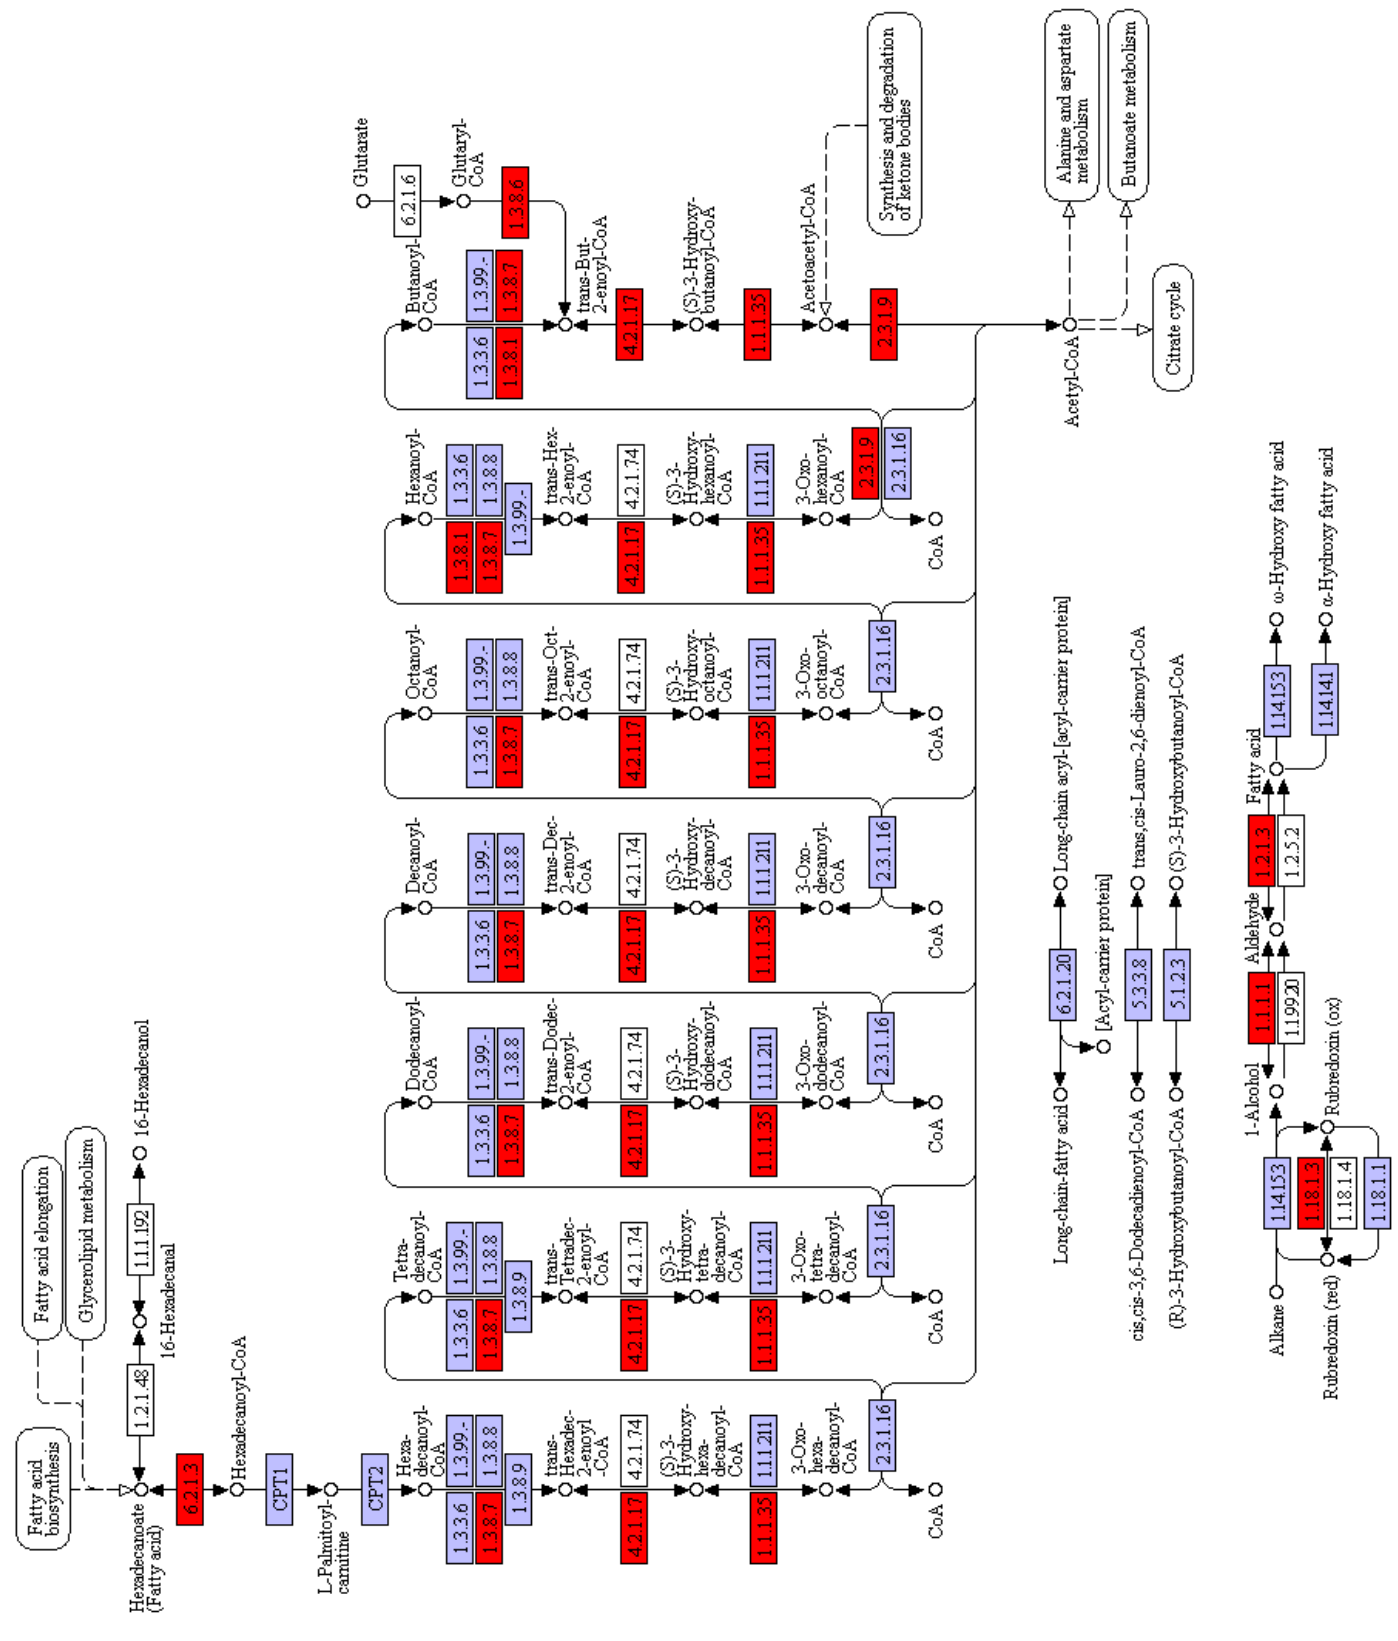 Fatty acid
biosynthesis
Fatty acid elongation
Glycerolipid metabolism
Hexadecanoate
(Fatty acid)
1.2.1.48
16-Hexadecanal
1.1.1.192
16-Hexadecanol
6.2.1.3
Hexadecanoyl-CoA
CPT1
L-Palmitoyl-
carnitine
CPT2
Hexa-
decanoyl-
CoA
1.3.3.6
1.3.99.-
1.3.8.7
1.3.8.8
1.3.8.9
trans-
Hexadec-
2-enoyl
-CoA
4.2.1.17
4.2.1.74
(S)-3-
Hydroxy-
hexa-
decanoyl-
CoA
1.1.1.35
1.1.1.211
3-Oxo-
hexa-
decanoyl-
CoA
2.3.1.16
CoA
Tetra-
decanoyl-
CoA
1.3.3.6
1.3.99.-
1.3.8.7
1.3.8.8
1.3.8.9
trans-
Tetradec-
2-enoyl-
CoA
4.2.1.17
4.2.1.74
(S)-3-
Hydroxy-
tetra-
decanoyl-
CoA
1.1.1.35
1.1.1.211
3-Oxo-
tetra-
decanoyl-
CoA
2.3.1.16
CoA
Dodecanoyl-
CoA
1.3.3.6
1.3.99.-
1.3.8.7
1.3.8.8
trans-Dodec-
2-enoyl-
CoA
4.2.1.17
4.2.1.74
(S)-3-
Hydroxy-
dodecanoyl-
CoA
1.1.1.35
1.1.1.211
3-Oxo-
dodecanoyl-
CoA
2.3.1.16
CoA
Decanoyl-
CoA
1.3.3.6
1.3.99.-
1.3.8.7
1.3.8.8
trans-Dec-
2-enoyl-
CoA
4.2.1.17
4.2.1.74
(S)-3-
Hydroxy-
decanoyl-
CoA
1.1.1.35
1.1.1.211
3-Oxo-
decanoyl-
CoA
2.3.1.16
CoA
Octanoyl-
CoA
1.3.3.6
1.3.99.-
1.3.8.7
1.3.8.8
trans-Oct-
2-enoyl-
CoA
4.2.1.17
4.2.1.74
(S)-3-
Hydroxy-
octanoyl-
CoA
1.1.1.35
1.1.1.211
3-Oxo-
octanoyl-
CoA
2.3.1.16
CoA
Hexanoyl-
CoA
1.3.8.1
1.3.3.6
1.3.8.7
1.3.8.8
1.3.99.-
trans-Hex-
2-enoyl-
CoA
4.2.1.17
4.2.1.74
(S)-3-
Hydroxy-
hexanoyl-
CoA
1.1.1.35
1.1.1.211
3-Oxo-
hexanoyl-
CoA
2.3.1.9
2.3.1.16
CoA
Glutarate
6.2.1.6
Glutaryl-
CoA
1.3.8.6
Butanoyl-
CoA
1.3.3.6
1.3.99.-
1.3.8.1
1.3.8.7
trans-But-
2-enoyl-CoA
4.2.1.17
(S)-3-Hydroxy-
butanoyl-CoA
1.1.1.35
Acetoacetyl-CoA
2.3.1.9
Synthesis and degradation
of ketone bodies
Acetyl-CoA
Alanine and aspartate
metabolism
Butanoate metabolism
Citrate cycle
Long-chain-fatty acid
6.2.1.20
Long-chain acyl-[acyl-carrier protein]
[Acyl-carrier protein]
cis,cis-3,6-Dodecadienoyl-CoA
5.3.3.8
trans,cis-Lauro-2,6-dienoyl-CoA
(R)-3-Hydroxybutanoyl-CoA
5.1.2.3
(S)-3-Hydroxybutanoyl-CoA
Alkane
1.14.15.3
1-Alcohol
1.1.1.1
1.1.99.20
Aldehyde
1.2.1.3
1.2.5.2
Fatty acid
1.14.15.3
ω-Hydroxy fatty acid
1.14.14.1
α-Hydroxy fatty acid
Rubredoxin (red)
1.18.1.3
1.18.1.4
1.18.1.1
Rubredoxin (ox)